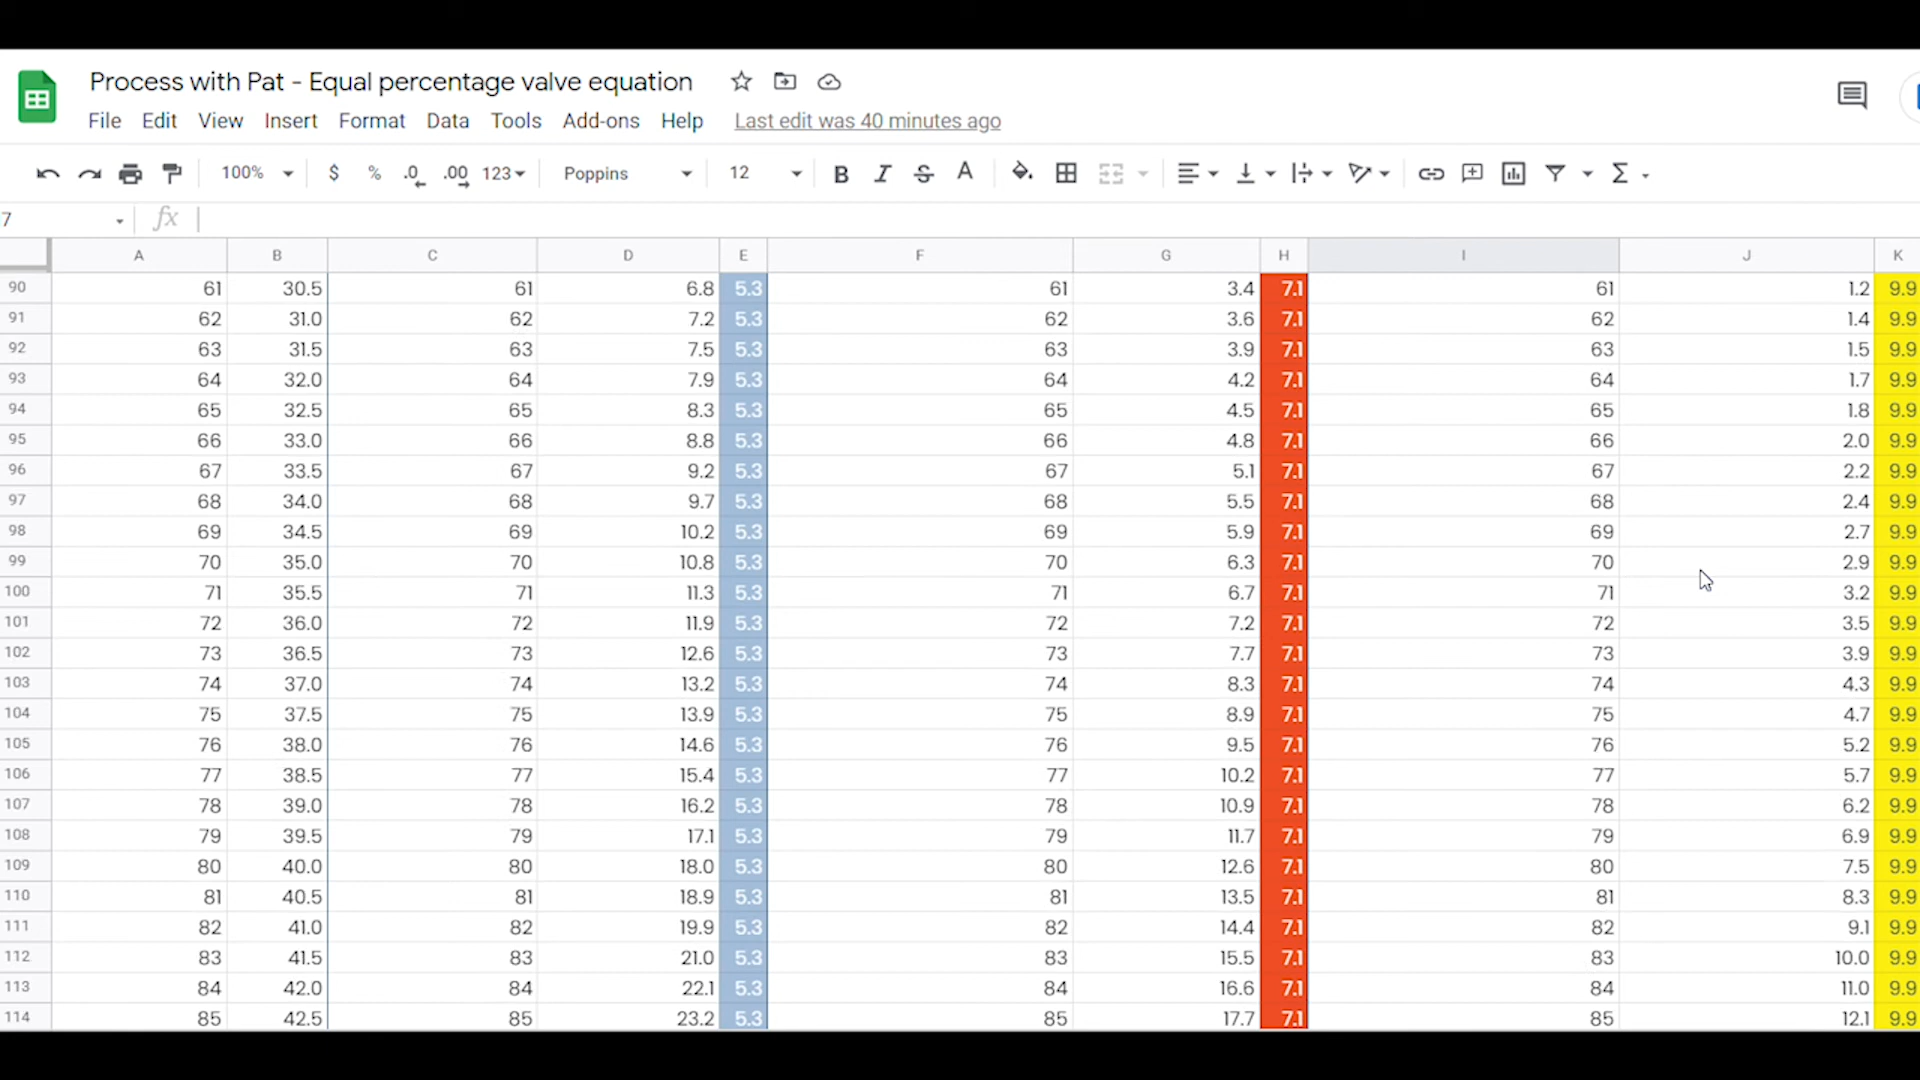 Process with Pat - Equal percentage valve equation
File Edit View Insert Format Data Tools Add-ons Help Last edit was 40 minutes ago
100% $ % .0 .00 123 Poppins 12 B I S A Σ
7 fx
A B C D E F G H I J K
90 61 30.5 61 6.8 5.3 61 3.4 7.1 61 1.2 9.9
91 62 31.0 62 7.2 5.3 62 3.6 7.1 62 1.4 9.9
92 63 31.5 63 7.5 5.3 63 3.9 7.1 63 1.5 9.9
93 64 32.0 64 7.9 5.3 64 4.2 7.1 64 1.7 9.9
94 65 32.5 65 8.3 5.3 65 4.5 7.1 65 1.8 9.9
95 66 33.0 66 8.8 5.3 66 4.8 7.1 66 2.0 9.9
96 67 33.5 67 9.2 5.3 67 5.1 7.1 67 2.2 9.9
97 68 34.0 68 9.7 5.3 68 5.5 7.1 68 2.4 9.9
98 69 34.5 69 10.2 5.3 69 5.9 7.1 69 2.7 9.9
99 70 35.0 70 10.8 5.3 70 6.3 7.1 70 2.9 9.9
100 71 35.5 71 11.3 5.3 71 6.7 7.1 71 3.2 9.9
101 72 36.0 72 11.9 5.3 72 7.2 7.1 72 3.5 9.9
102 73 36.5 73 12.6 5.3 73 7.7 7.1 73 3.9 9.9
103 74 37.0 74 13.2 5.3 74 8.3 7.1 74 4.3 9.9
104 75 37.5 75 13.9 5.3 75 8.9 7.1 75 4.7 9.9
105 76 38.0 76 14.6 5.3 76 9.5 7.1 76 5.2 9.9
106 77 38.5 77 15.4 5.3 77 10.2 7.1 77 5.7 9.9
107 78 39.0 78 16.2 5.3 78 10.9 7.1 78 6.2 9.9
108 79 39.5 79 17.1 5.3 79 11.7 7.1 79 6.9 9.9
109 80 40.0 80 18.0 5.3 80 12.6 7.1 80 7.5 9.9
110 81 40.5 81 18.9 5.3 81 13.5 7.1 81 8.3 9.9
111 82 41.0 82 19.9 5.3 82 14.4 7.1 82 9.1 9.9
112 83 41.5 83 21.0 5.3 83 15.5 7.1 83 10.0 9.9
113 84 42.0 84 22.1 5.3 84 16.6 7.1 84 11.0 9.9
114 85 42.5 85 23.2 5.3 85 17.7 7.1 85 12.1 9.9